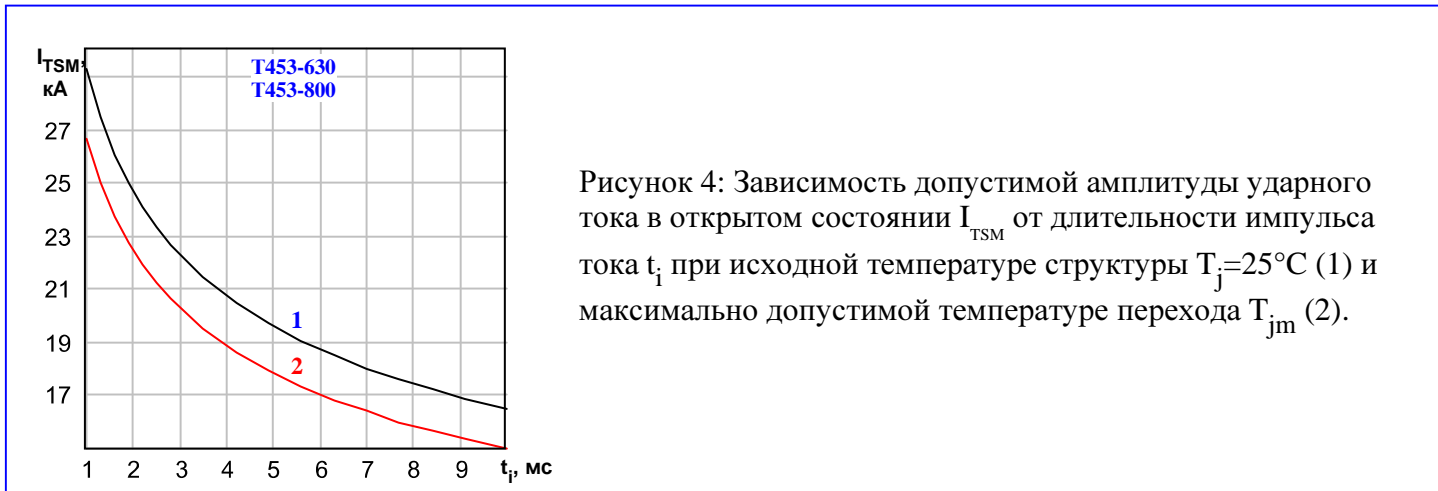 I_TSM,
кА
Т453-630
Т453-800
27
25
23
21
19
17
1
2
1 2 3 4 5 6 7 8 9 t_i, мс
Рисунок 4: Зависимость допустимой амплитуды ударного
тока в открытом состоянии I_TSM от длительности импульса
тока t_i при исходной температуре структуры T_j=25°C (1) и
максимально допустимой температуре перехода T_jm (2).